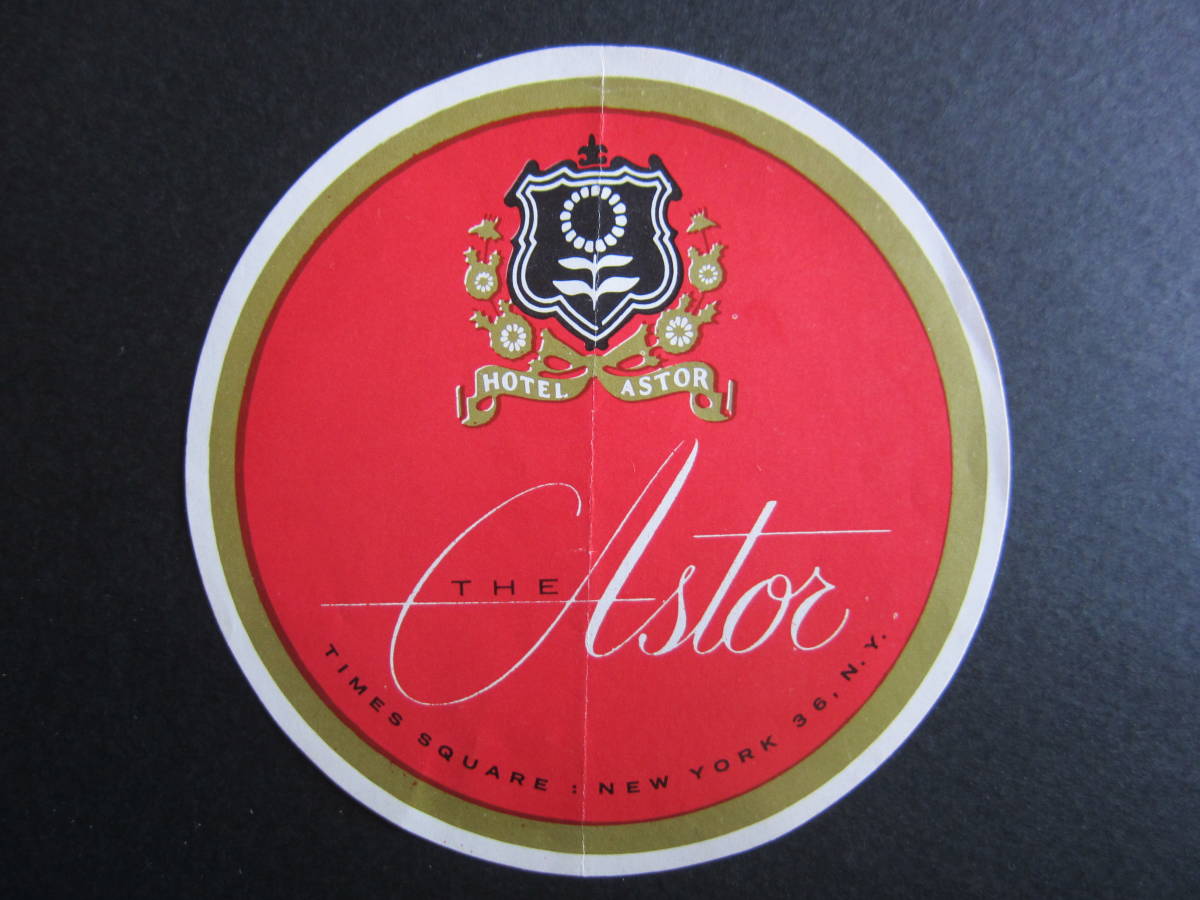 HOTEL ASTOR
THE Astor
TIMES SQUARE : NEW YORK 36, N.Y.